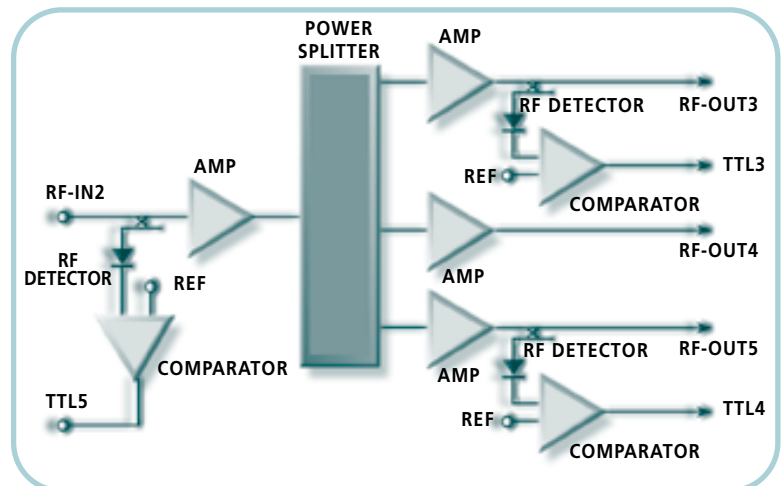 POWER
SPLITTER
AMP
RF DETECTOR
RF-OUT3
AMP
REF
TTL3
COMPARATOR
RF-IN2
RF
DETECTOR
REF
RF-OUT4
AMP
COMPARATOR
RF DETECTOR
RF-OUT5
AMP
TTL5
REF
TTL4
COMPARATOR